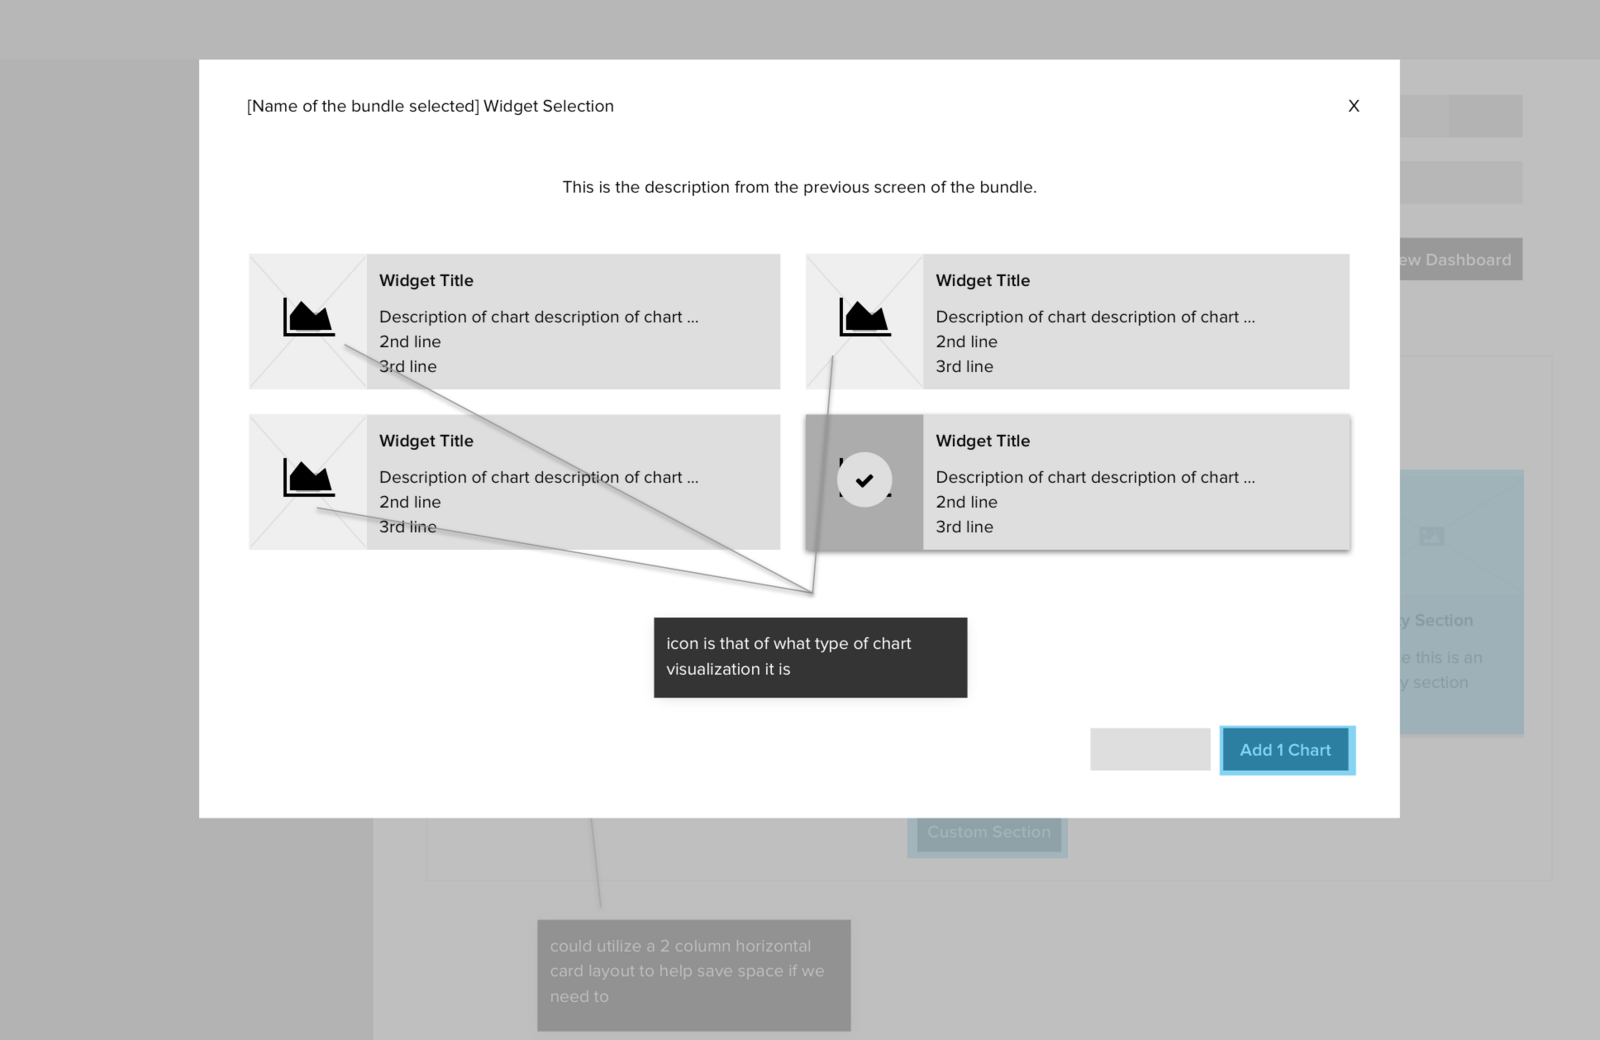 [Name of the bundle selected] Widget Selection
X
This is the description from the previous screen of the bundle.
Widget Title
Description of chart description of chart ...
2nd line
3rd line
Widget Title
Description of chart description of chart ...
2nd line
3rd line
Widget Title
Description of chart description of chart ...
2nd line
3rd line
Widget Title
Description of chart description of chart ...
2nd line
3rd line
icon is that of what type of chart
visualization it is
Add 1 Chart
Dashboard
Section
this is an
section
Custom Section
could utilize a 2 column horizontal
card layout to help save space if we
need to